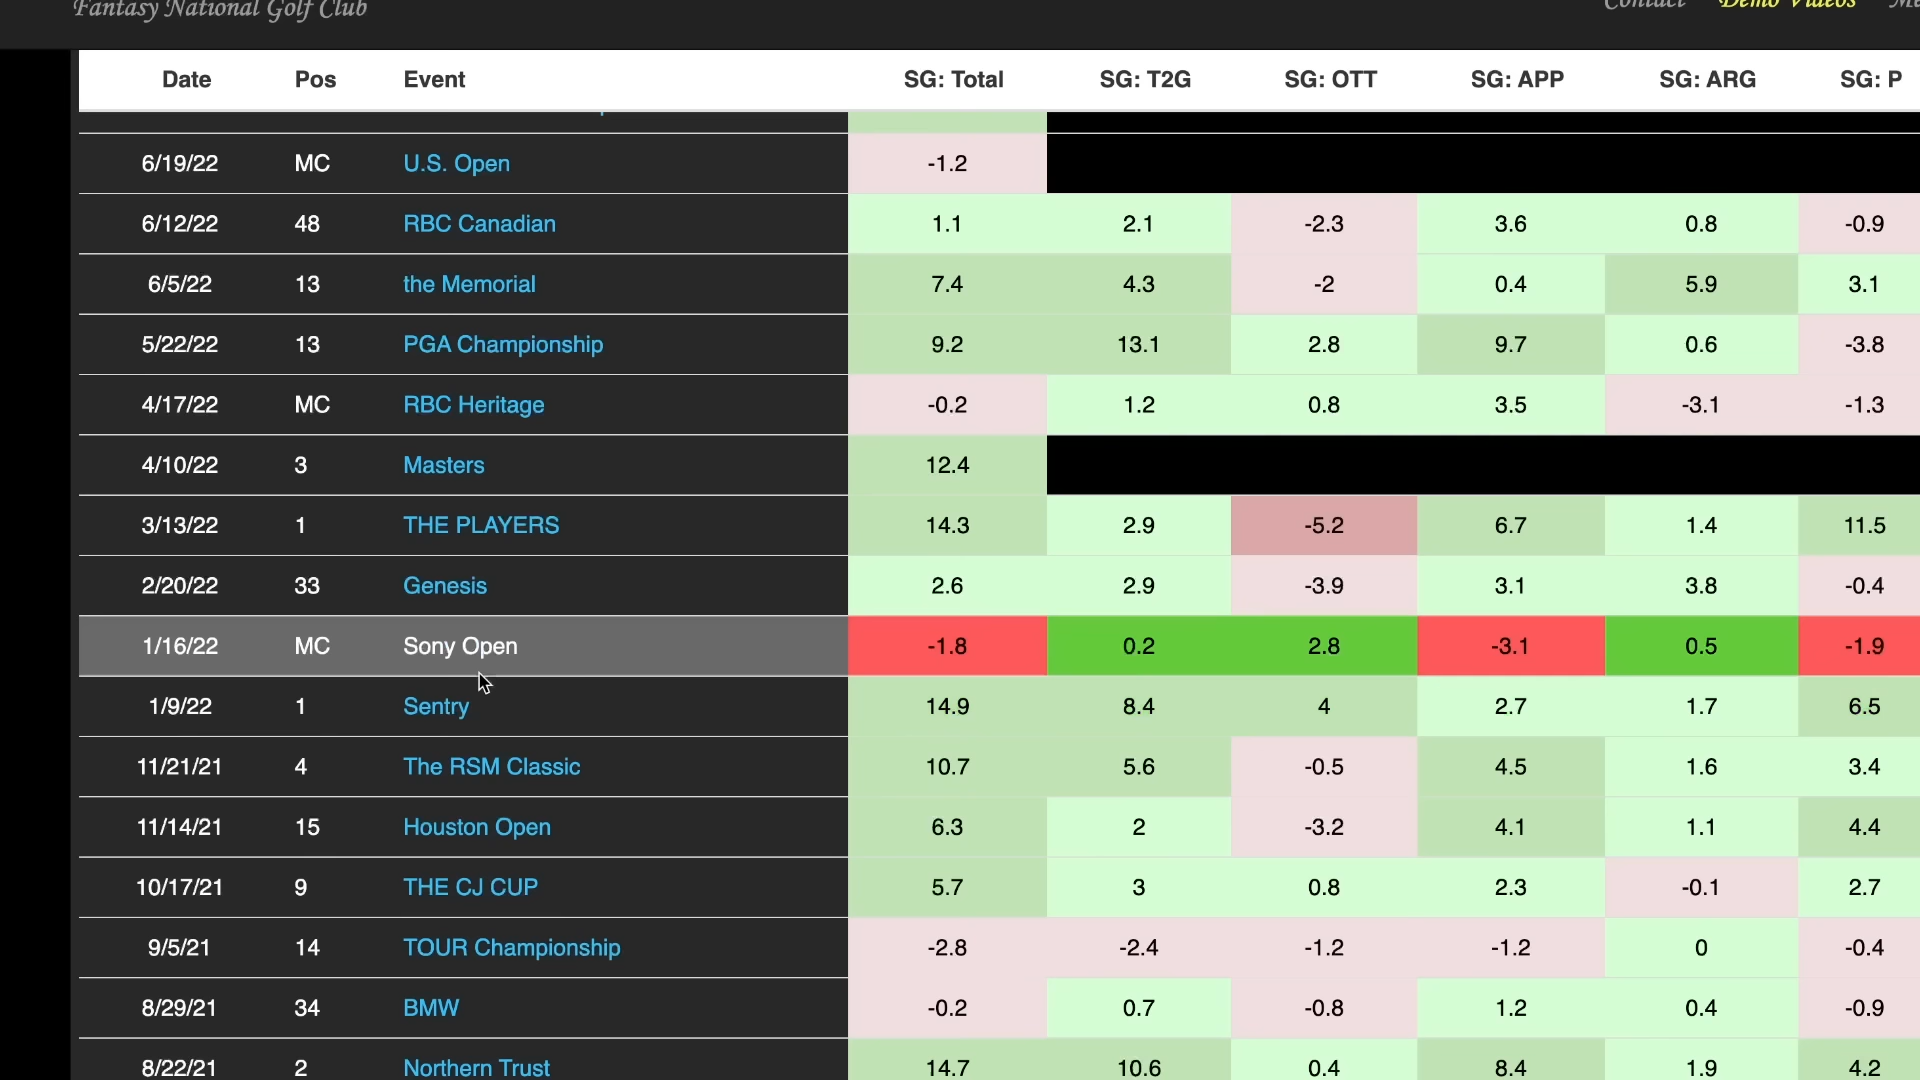 Fantasy National Golf Club Contact Demo Videos
Date Pos Event SG: Total SG: T2G SG: OTT SG: APP SG: ARG SG: P
6/19/22 MC U.S. Open -1.2
6/12/22 48 RBC Canadian 1.1 2.1 -2.3 3.6 0.8 -0.9
6/5/22 13 the Memorial 7.4 4.3 -2 0.4 5.9 3.1
5/22/22 13 PGA Championship 9.2 13.1 2.8 9.7 0.6 -3.8
4/17/22 MC RBC Heritage -0.2 1.2 0.8 3.5 -3.1 -1.3
4/10/22 3 Masters 12.4
3/13/22 1 THE PLAYERS 14.3 2.9 -5.2 6.7 1.4 11.5
2/20/22 33 Genesis 2.6 2.9 -3.9 3.1 3.8 -0.4
1/16/22 MC Sony Open -1.8 0.2 2.8 -3.1 0.5 -1.9
1/9/22 1 Sentry 14.9 8.4 4 2.7 1.7 6.5
11/21/21 4 The RSM Classic 10.7 5.6 -0.5 4.5 1.6 3.4
11/14/21 15 Houston Open 6.3 2 -3.2 4.1 1.1 4.4
10/17/21 9 THE CJ CUP 5.7 3 0.8 2.3 -0.1 2.7
9/5/21 14 TOUR Championship -2.8 -2.4 -1.2 -1.2 0 -0.4
8/29/21 34 BMW -0.2 0.7 -0.8 1.2 0.4 -0.9
8/22/21 2 Northern Trust 14.7 10.6 0.4 8.4 1.9 4.2